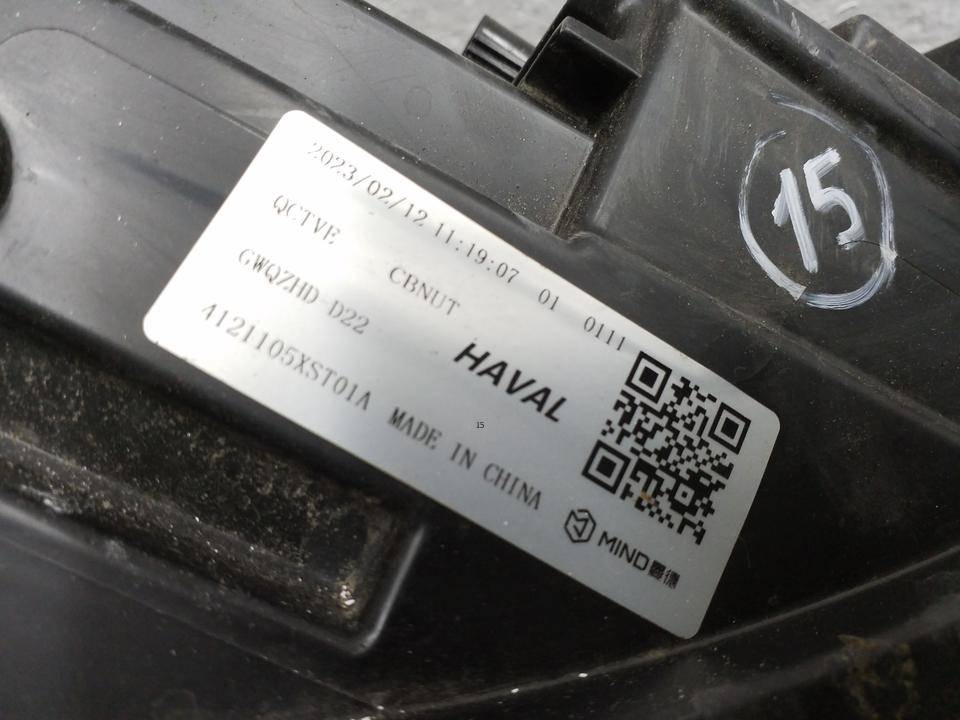 2023/02/12 11:19:07 01 0111
QCTVE CBNUT
GWQZHD-D22
HAVAL
4121105XST01A MADE IN CHINA
MIND
15
15